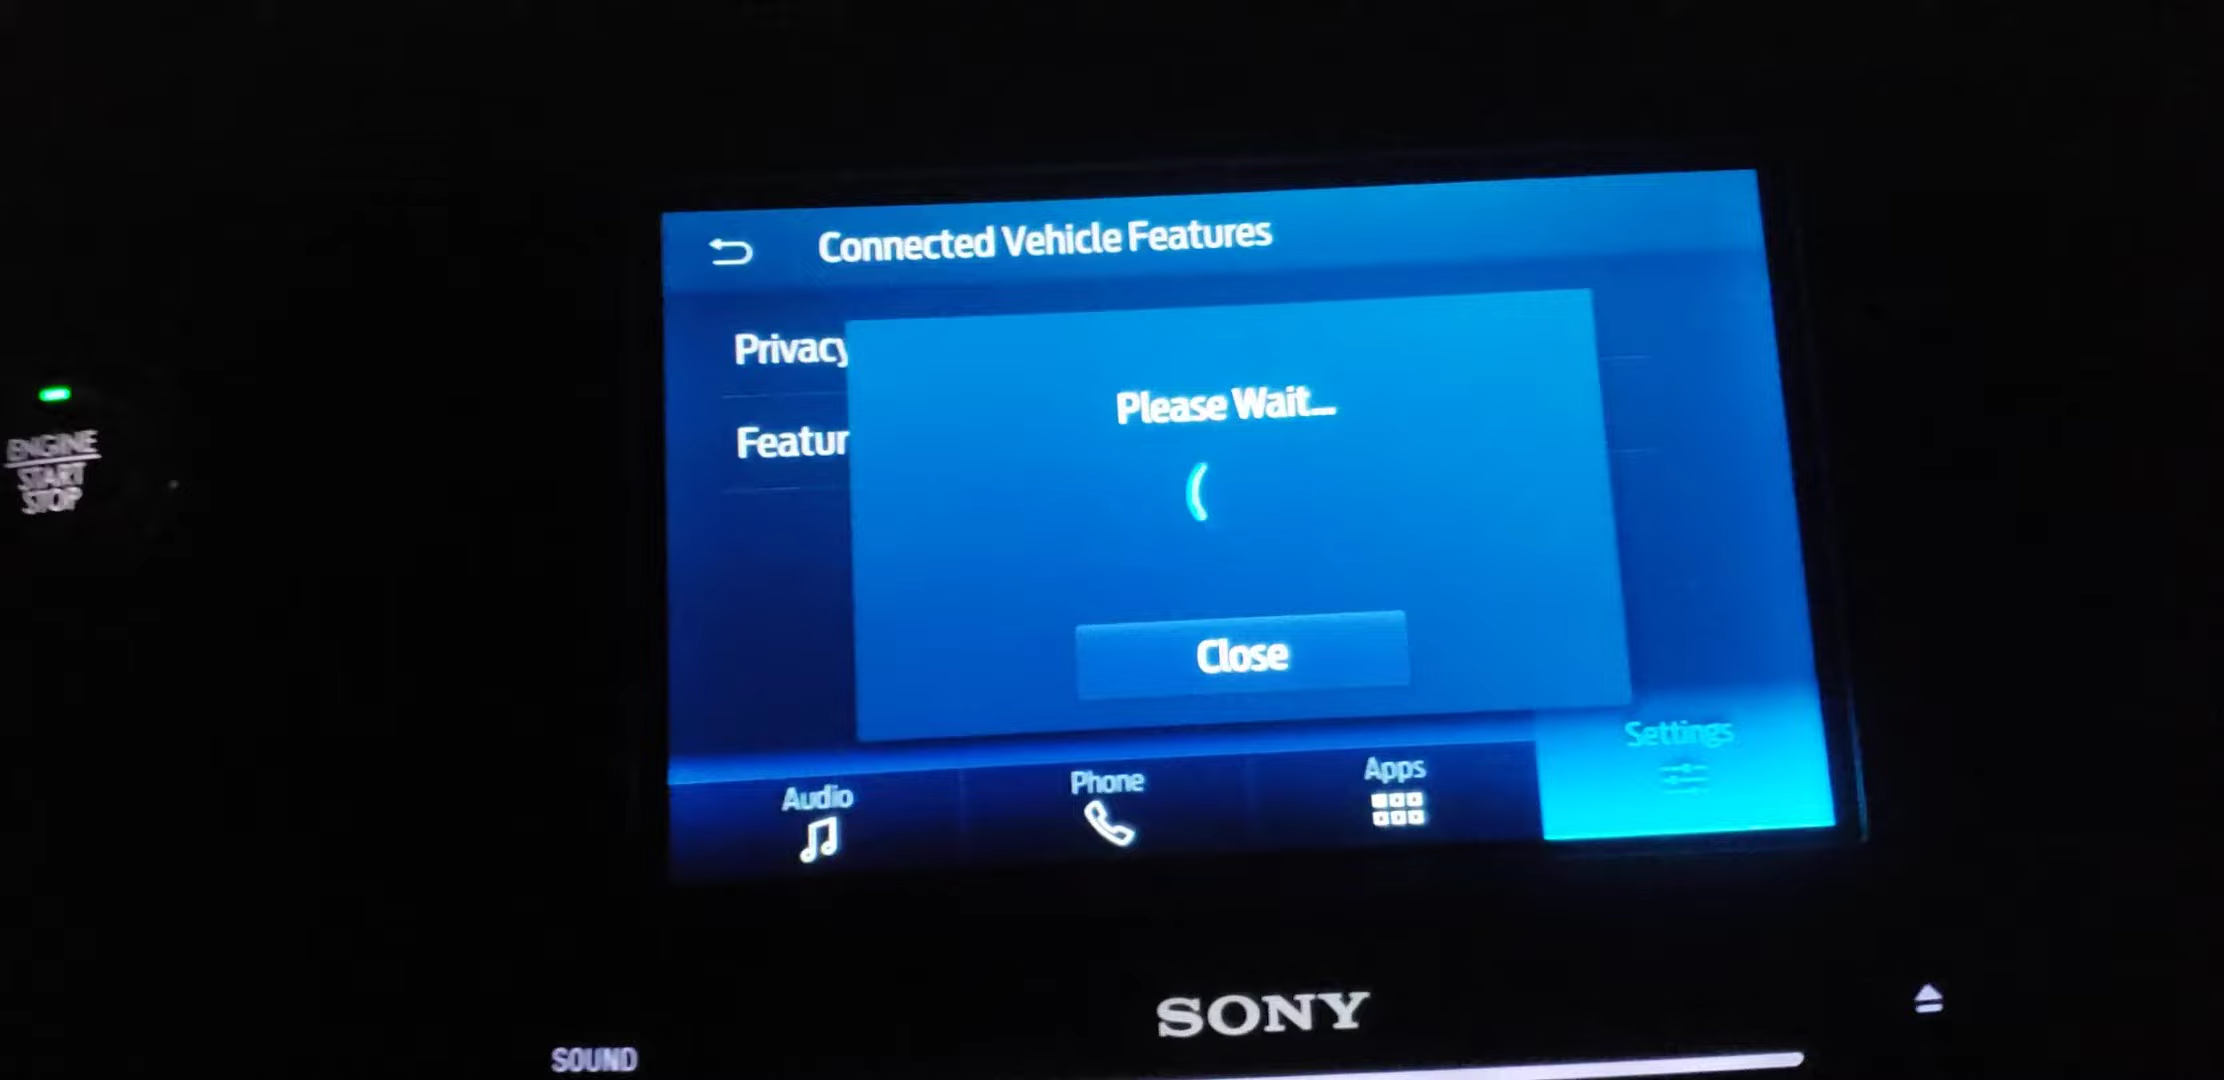 Connected Vehicle Features
Privacy
Featur
Please Wait...
Close
ENGINE
START
STOP
Audio
Phone
Apps
Settings
SONY
SOUND